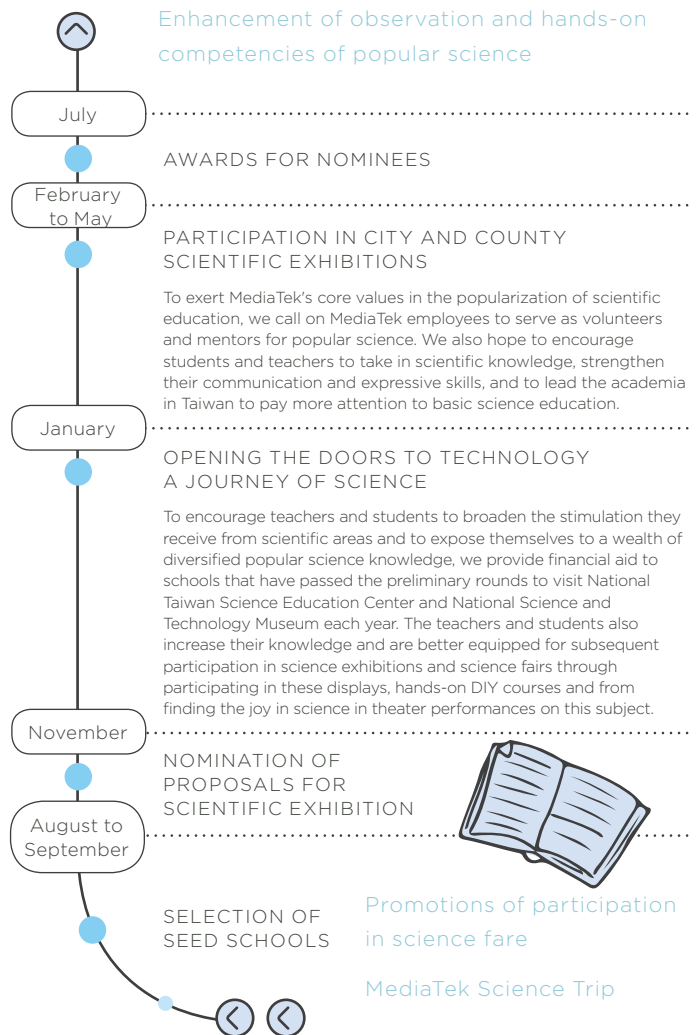 Enhancement of observation and hands-on
competencies of popular science
July
AWARDS FOR NOMINEES
February
to May
PARTICIPATION IN CITY AND COUNTY
SCIENTIFIC EXHIBITIONS
To exert MediaTek's core values in the popularization of scientific
education, we call on MediaTek employees to serve as volunteers
and mentors for popular science. We also hope to encourage
students and teachers to take in scientific knowledge, strengthen
their communication and expressive skills, and to lead the academia
in Taiwan to pay more attention to basic science education.
January
OPENING THE DOORS TO TECHNOLOGY
A JOURNEY OF SCIENCE
To encourage teachers and students to broaden the stimulation they
receive from scientific areas and to expose themselves to a wealth of
diversified popular science knowledge, we provide financial aid to
schools that have passed the preliminary rounds to visit National
Taiwan Science Education Center and National Science and
Technology Museum each year. The teachers and students also
increase their knowledge and are better equipped for subsequent
participation in science exhibitions and science fairs through
participating in these displays, hands-on DIY courses and from
finding the joy in science in theater performances on this subject.
November
NOMINATION OF
PROPOSALS FOR
SCIENTIFIC EXHIBITION
August to
September
SELECTION OF
SEED SCHOOLS
Promotions of participation
in science fare
MediaTek Science Trip